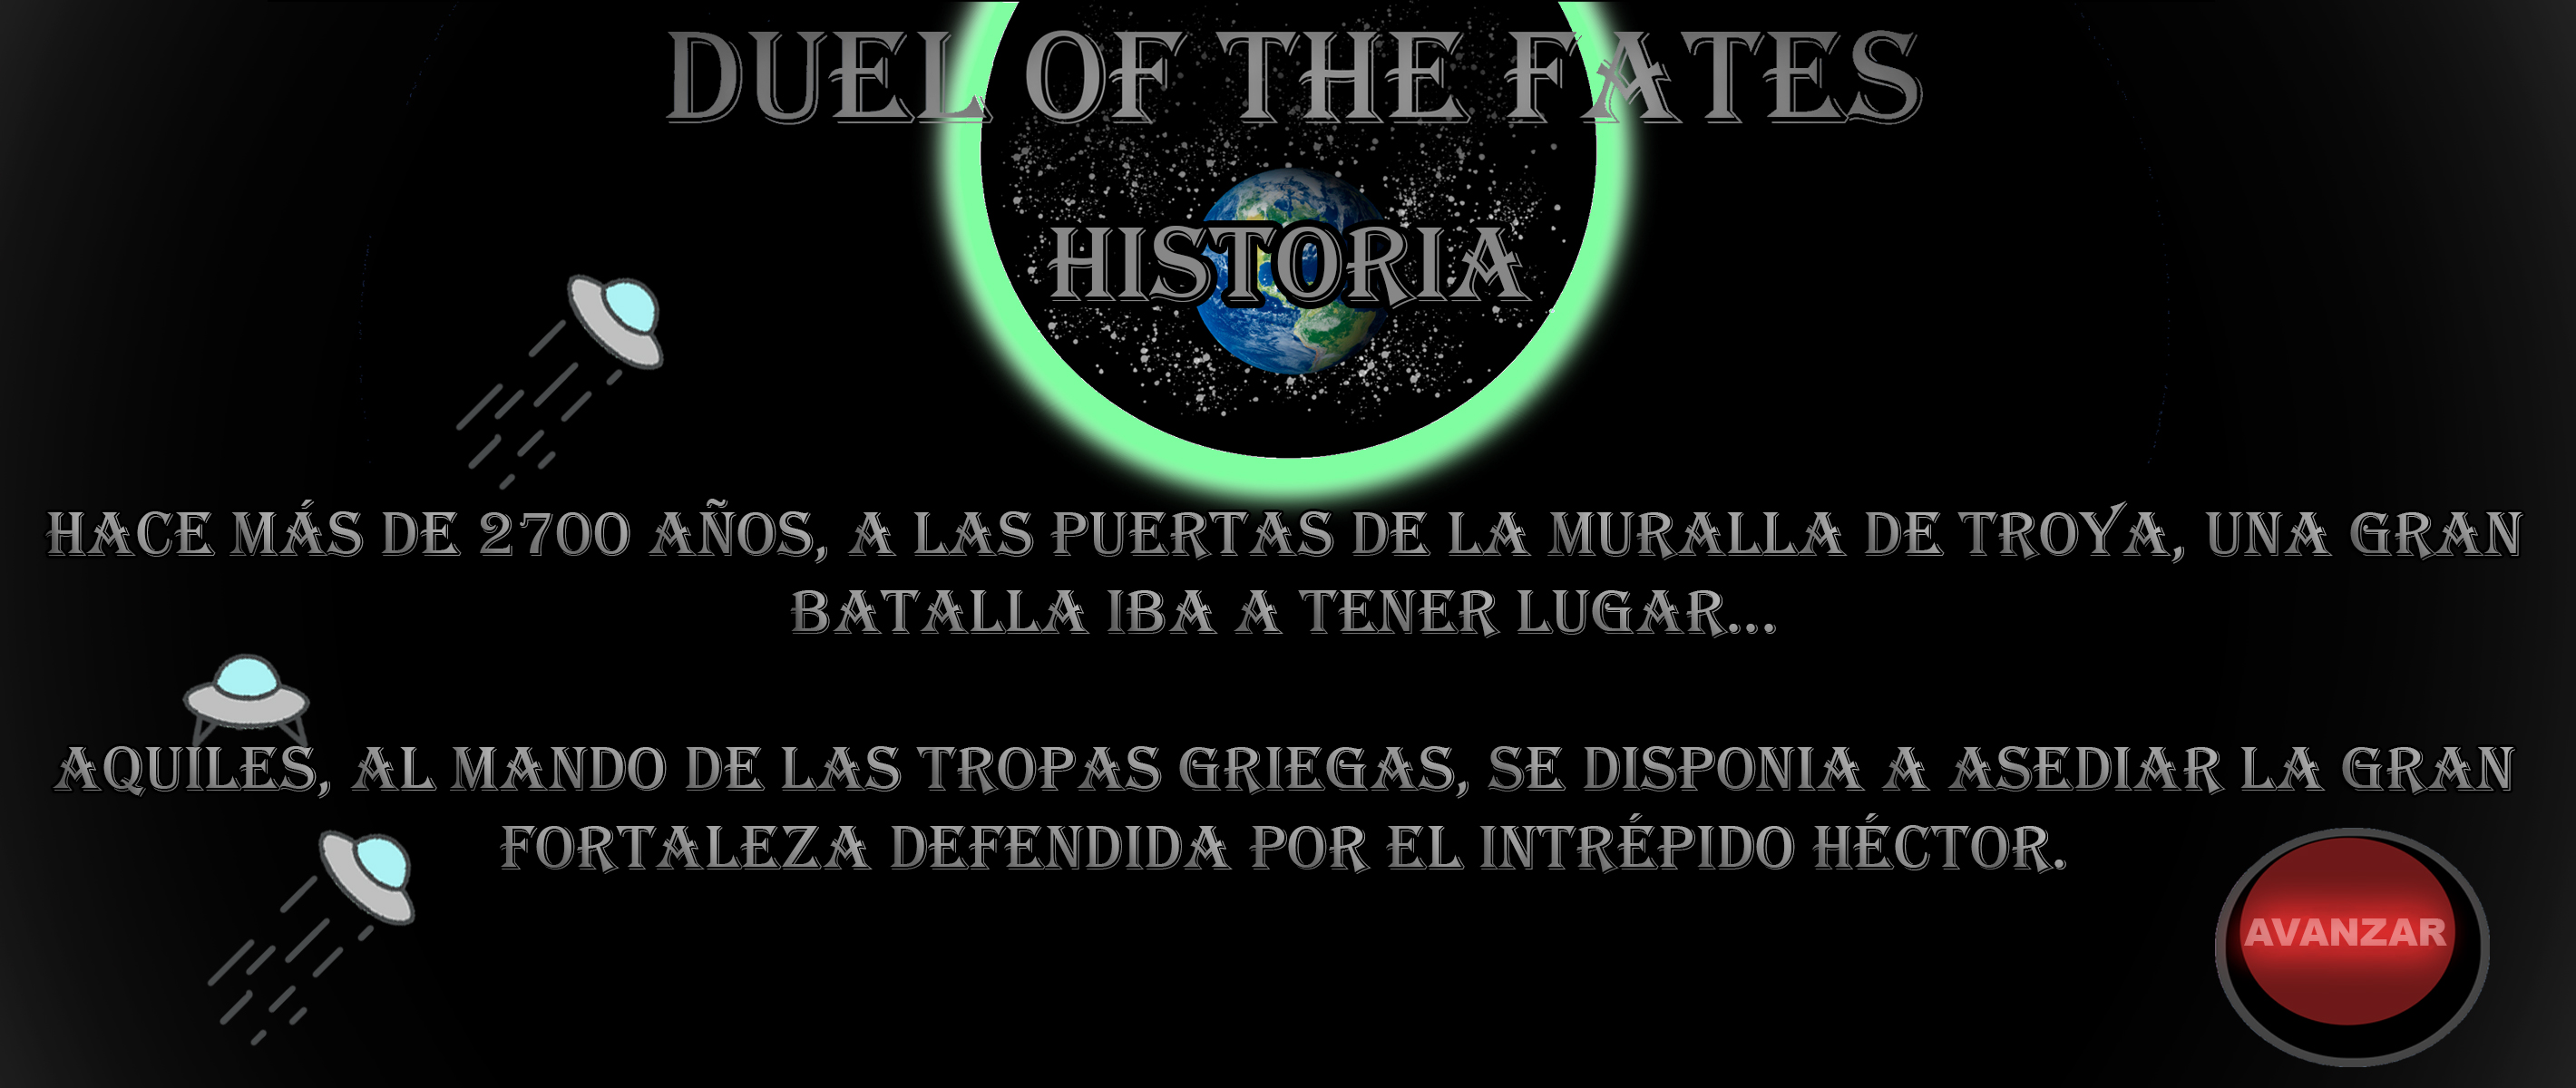 DUEL OF THE FATES
HISTORIA
HACE MÁS DE 2700 AÑOS, A LAS PUERTAS DE LA MURALLA DE TROYA, UNA GRAN
BATALLA IBA A TENER LUGAR...
AQUILES, AL MANDO DE LAS TROPAS GRIEGAS, SE DISPONIA A ASEDIAR LA GRAN
FORTALEZA DEFENDIDA POR EL INTRÉPIDO HÉCTOR.
AVANZAR